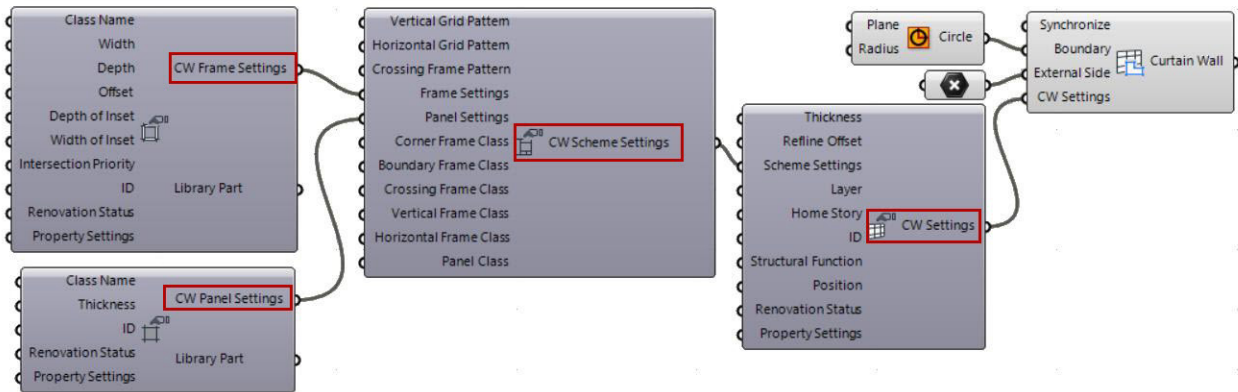 Class Name
Width
Depth
Offset
Depth of Inset
Width of Inset
Intersection Priority
ID
Renovation Status
Property Settings
CW Frame Settings
Library Part
Class Name
Thickness
ID
Renovation Status
Property Settings
CW Panel Settings
Library Part
Vertical Grid Pattern
Horizontal Grid Pattern
Crossing Frame Pattern
Frame Settings
Panel Settings
Corner Frame Class
Boundary Frame Class
Crossing Frame Class
Vertical Frame Class
Horizontal Frame Class
Panel Class
CW Scheme Settings
Thickness
Refline Offset
Scheme Settings
Layer
Home Story
ID
Structural Function
Position
Renovation Status
Property Settings
CW Settings
Plane
Radius
Circle
Synchronize
Boundary
External Side
CW Settings
Curtain Wall